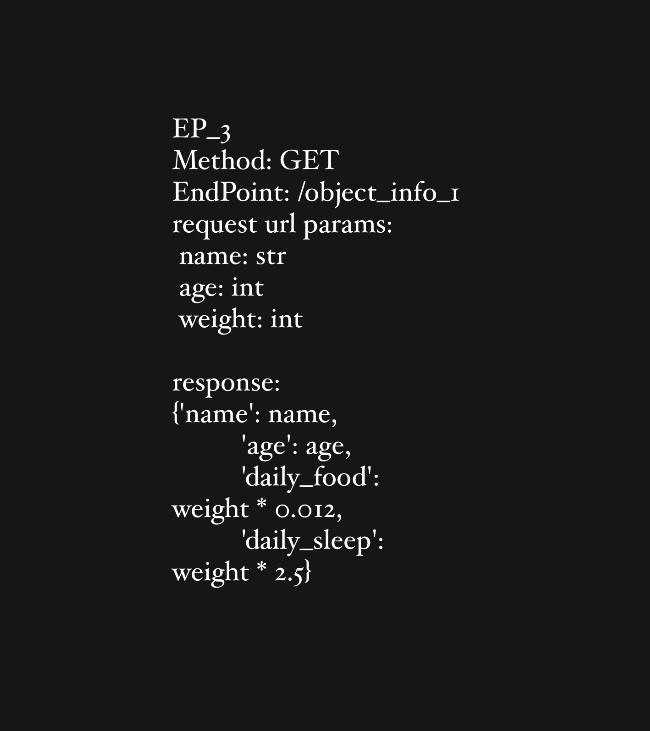 EP_3
Method: GET
EndPoint: /object_info_1
request url params:
name: str
age: int
weight: int
response:
{'name': name,
'age': age,
'daily_food':
weight * 0.012,
'daily_sleep':
weight * 2.5}